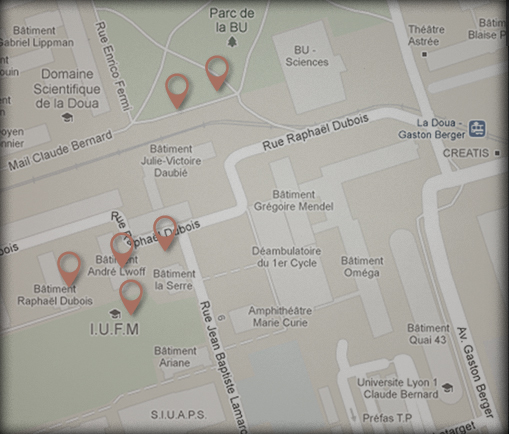 Parc de
la BU
Bâtiment
Gabriel Lippman
Rue Enrico Fermi
BU -
Sciences
Théâtre
Astrée
Bâtim
Blaise P
Domaine
Scientifique
de la Doua
Mail Claude Bernard
Bâtiment
Julie-Victoire
Daubié
Rue Raphaël Dubois
La Doua -
Gaston Berger
CREATIS
Bâtiment
Grégoire Mendel
Déambulatoire
du 1er Cycle
Bâtiment
Oméga
Raphaël Dubois
Bâtiment
André Lwoff
Bâtiment
la Serre
Bâtiment
Raphaël Dubois
I.U.F.M
Rue Jean Baptiste Lamarc
6
Amphithéâtre
Marie Curie
Bâtiment
Ariane
Bâtiment
Quai 43
Av. Gaston Berger
Universite Lyon 1
Claude Bernard
S.I.U.A.P.S.
Préfas T.P